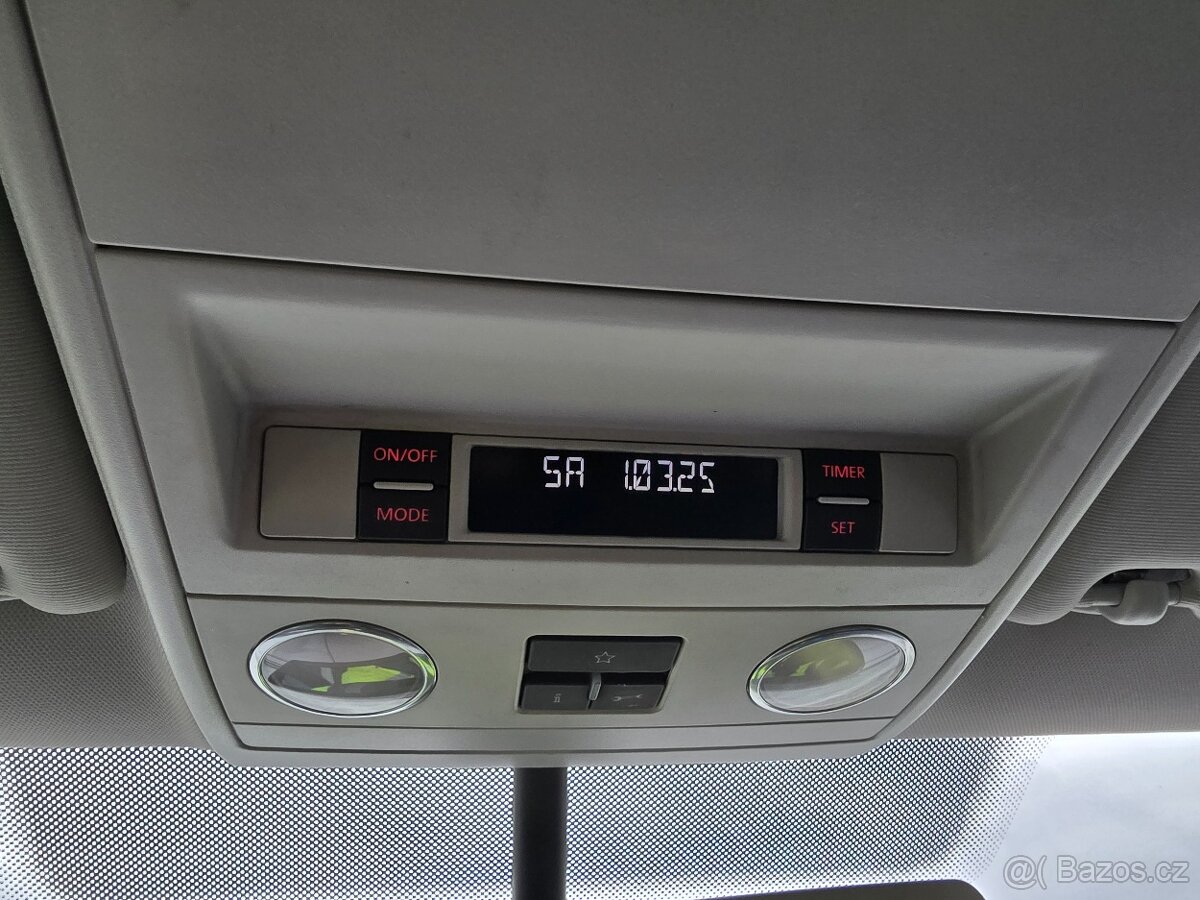 ON/OFF
MODE
SA 1.03.25
TIMER
SET
i
@( Bazos.cz